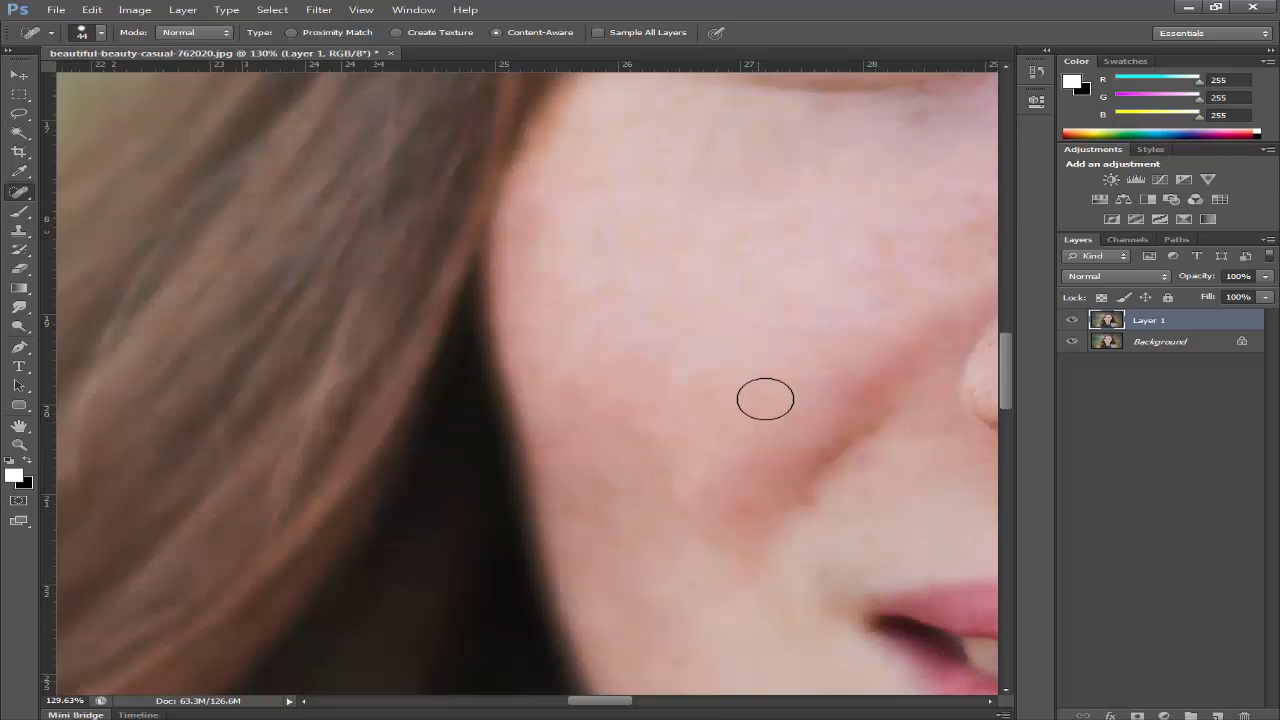 Ps File Edit Image Layer Type Select Filter View Window Help
44 Mode: Normal Type: Proximity Match Create Texture Content-Aware Sample All Layers Essentials
beautiful-beauty-casual-762020.jpg @ 130% (Layer 1, RGB/8*) * ×
Color Swatches
R 255
G 255
B 255
Adjustments Styles
Add an adjustment
Layers Channels Paths
Kind
Normal Opacity: 100%
Lock: Fill: 100%
Layer 1
Background
129.63% Doc: 63.3M/126.6M
Mini Bridge Timeline